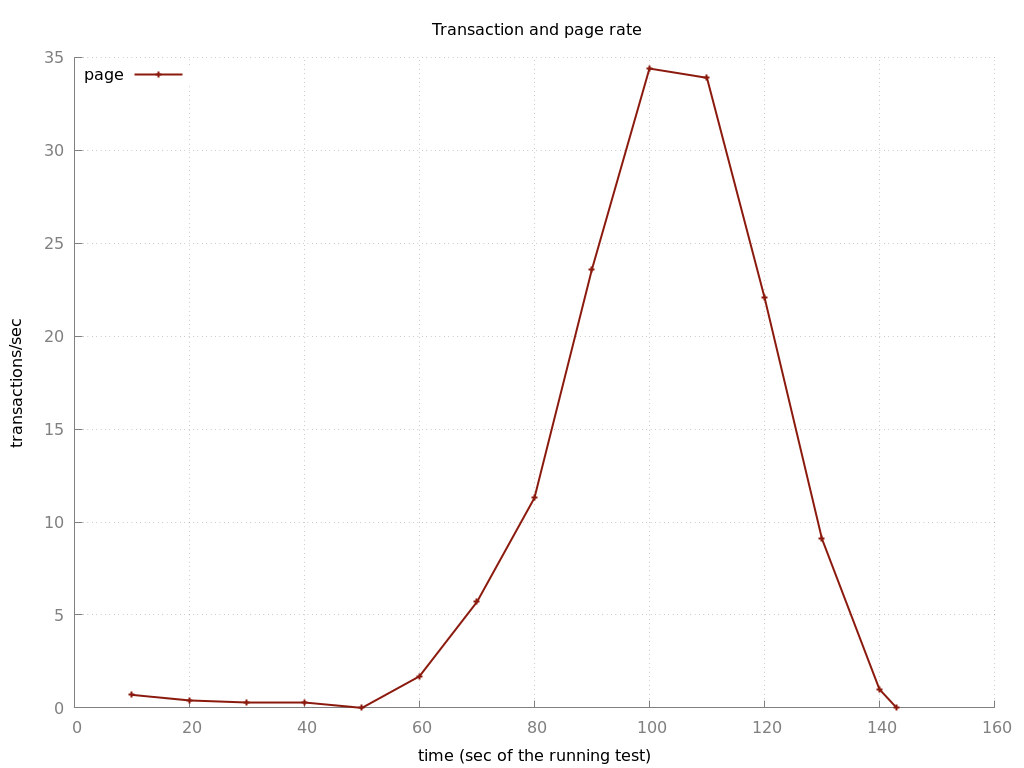 Transaction and page rate
35
page
30
25
20
15
10
5
0
transactions/sec
0 20 40 60 80 100 120 140 160
time (sec of the running test)